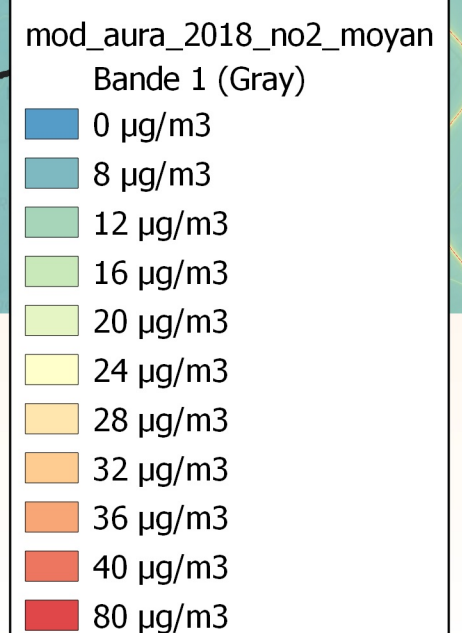 mod_aura_2018_no2_moyan
Bande 1 (Gray)
0 µg/m3
8 µg/m3
12 µg/m3
16 µg/m3
20 µg/m3
24 µg/m3
28 µg/m3
32 µg/m3
36 µg/m3
40 µg/m3
80 µg/m3